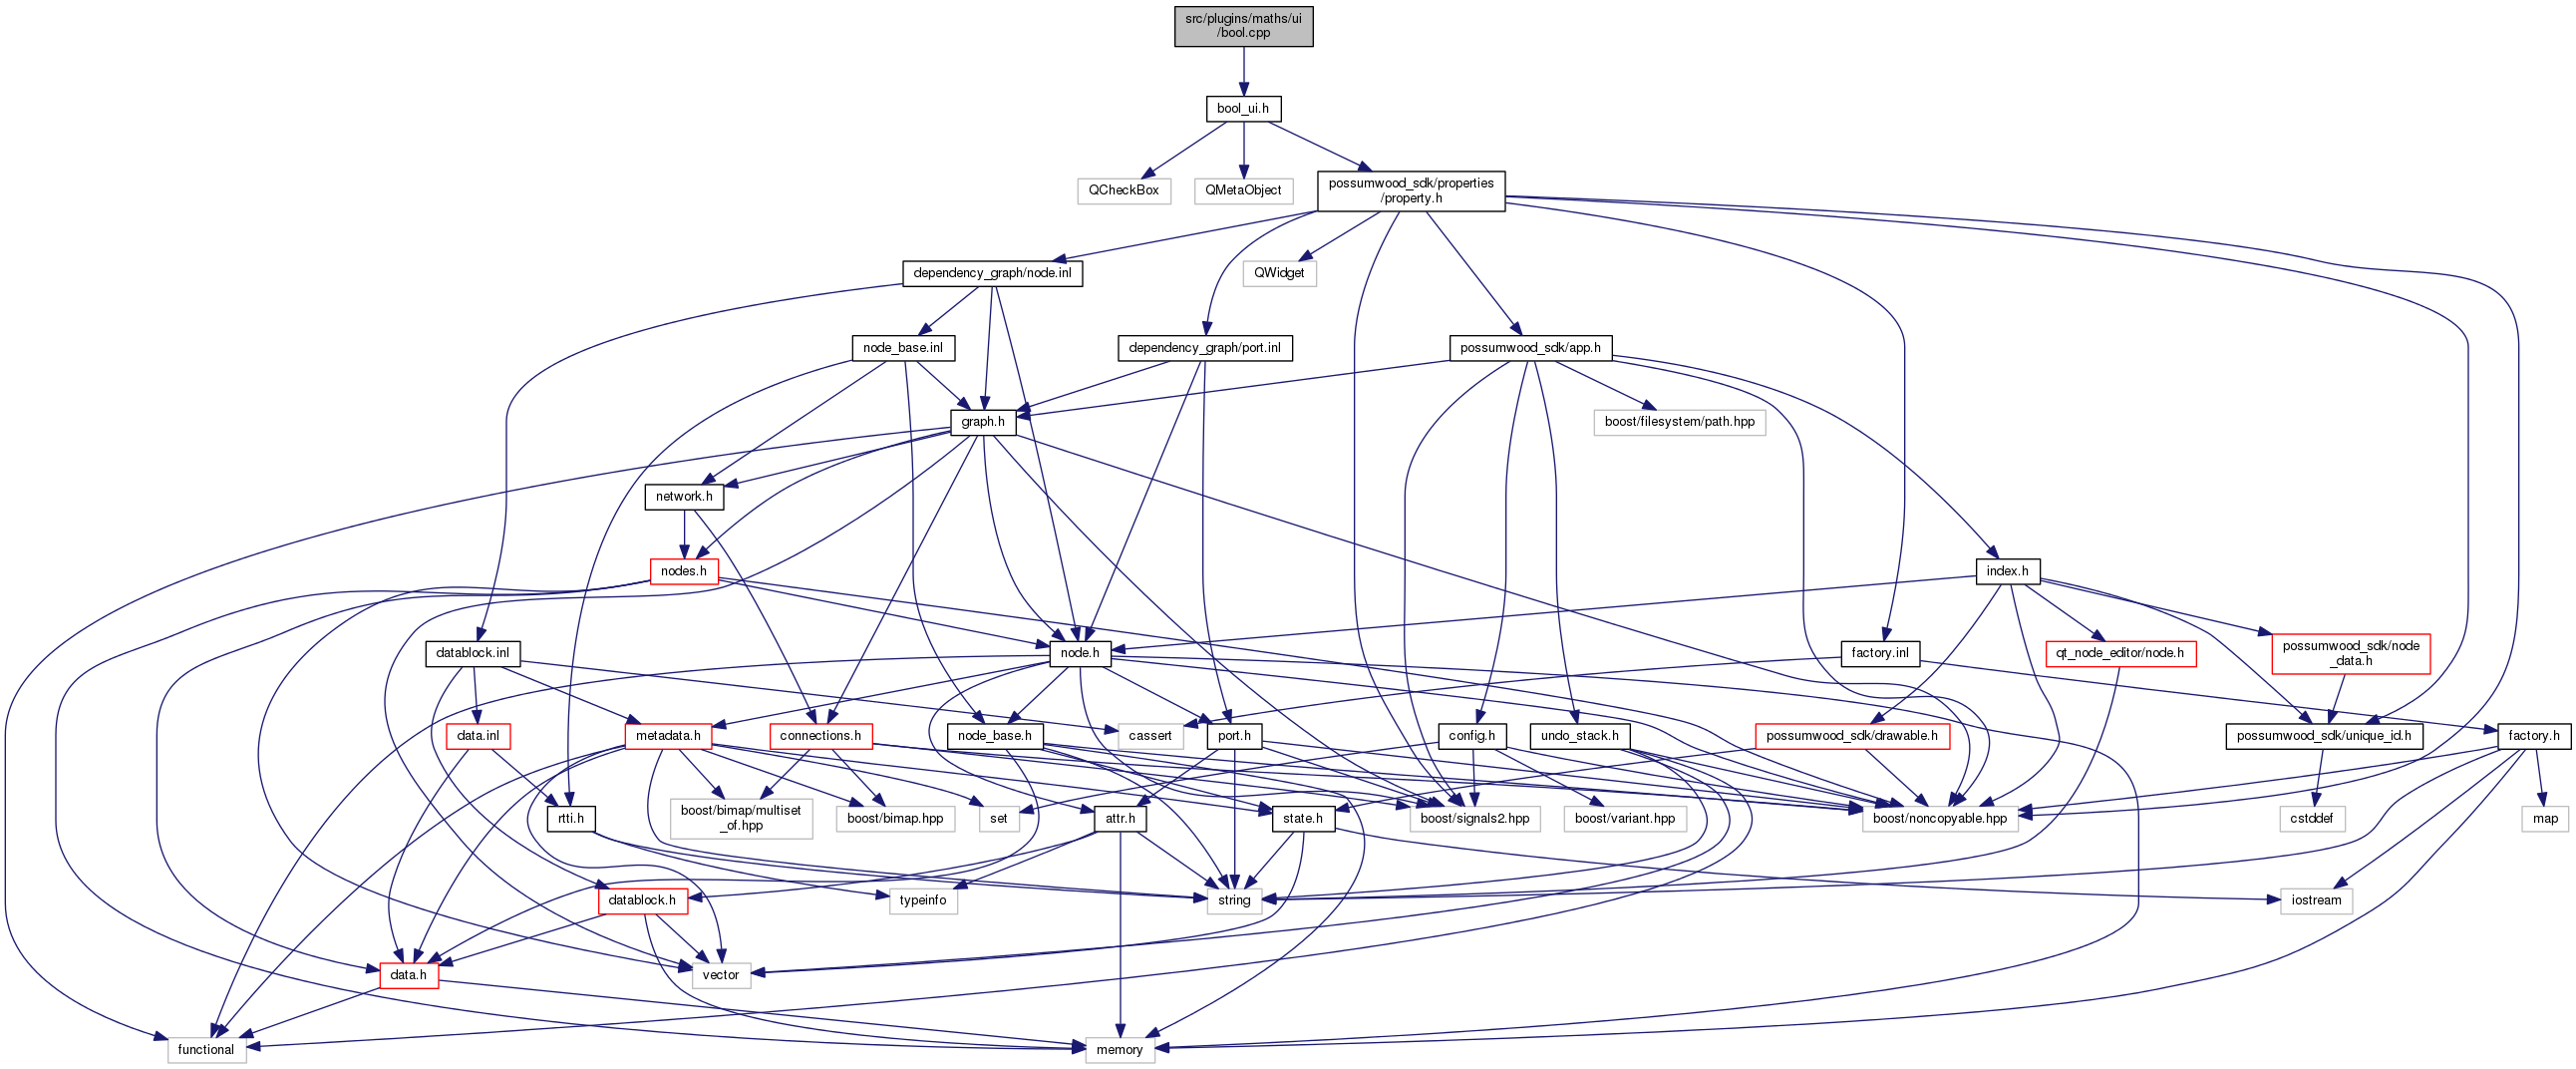 src/plugins/maths/ui
/bool.cpp
bool_ui.h
QCheckBox
QMetaObject
possumwood_sdk/properties
/property.h
dependency_graph/node.inl
QWidget
node_base.inl
dependency_graph/port.inl
possumwood_sdk/app.h
graph.h
boost/filesystem/path.hpp
network.h
nodes.h
index.h
datablock.inl
node.h
factory.inl
qt_node_editor/node.h
possumwood_sdk/node
_data.h
data.inl
metadata.h
connections.h
node_base.h
cassert
port.h
config.h
undo_stack.h
possumwood_sdk/drawable.h
possumwood_sdk/unique_id.h
factory.h
rtti.h
boost/bimap/multiset
_of.hpp
boost/bimap.hpp
set
attr.h
state.h
boost/signals2.hpp
boost/variant.hpp
boost/noncopyable.hpp
cstddef
map
datablock.h
typeinfo
string
iostream
data.h
vector
functional
memory